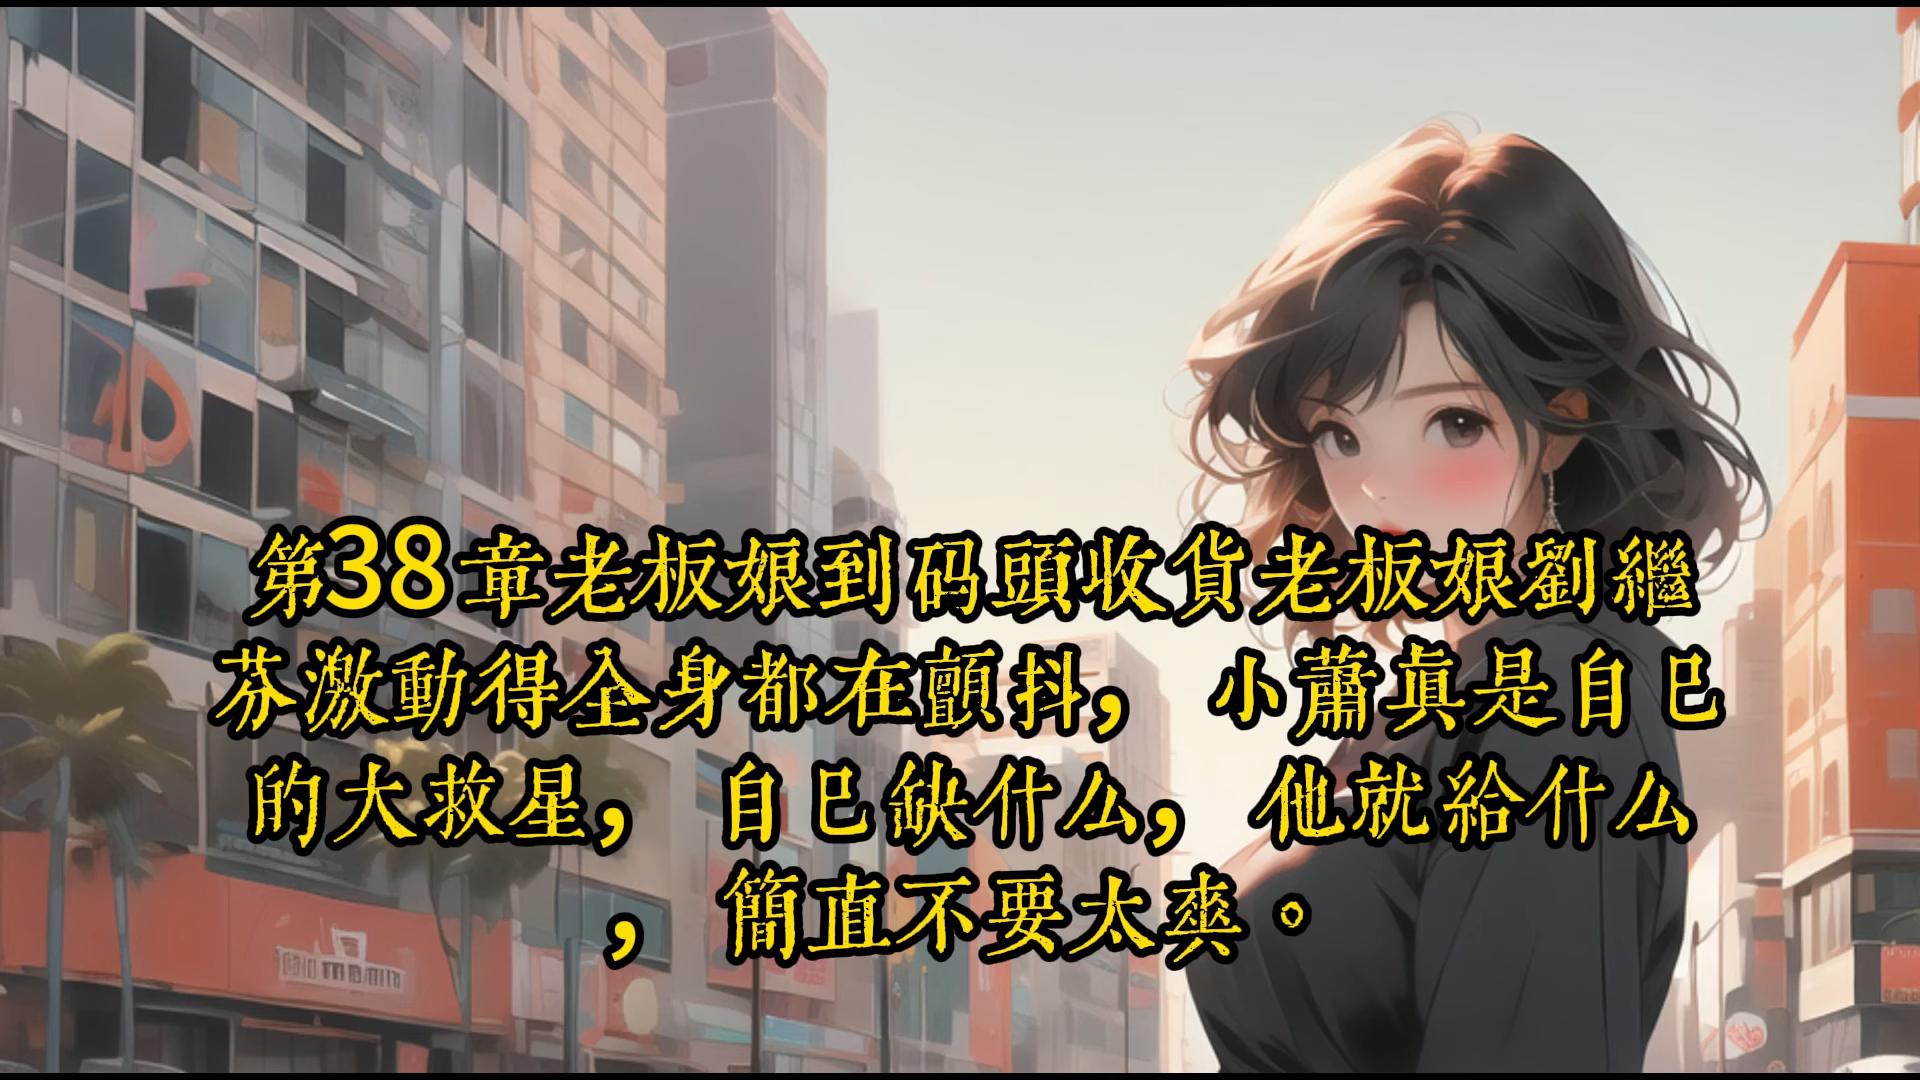 第38章老板娘到码頭收貨老板娘劉繼
芬激動得全身都在顫抖， 小蕭真是自己
的大救星， 自己缺什么， 他就給什么
， 簡直不要太爽。